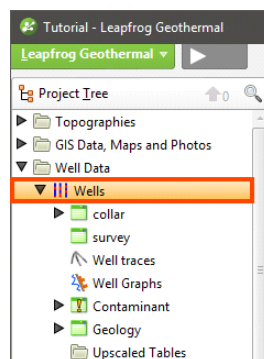 Tutorial - Leapfrog Geothermal
Leapfrog Geothermal
Project Tree
0
Topographies
GIS Data, Maps and Photos
Well Data
Wells
collar
survey
Well traces
Well Graphs
Contaminant
Geology
Upscaled Tables